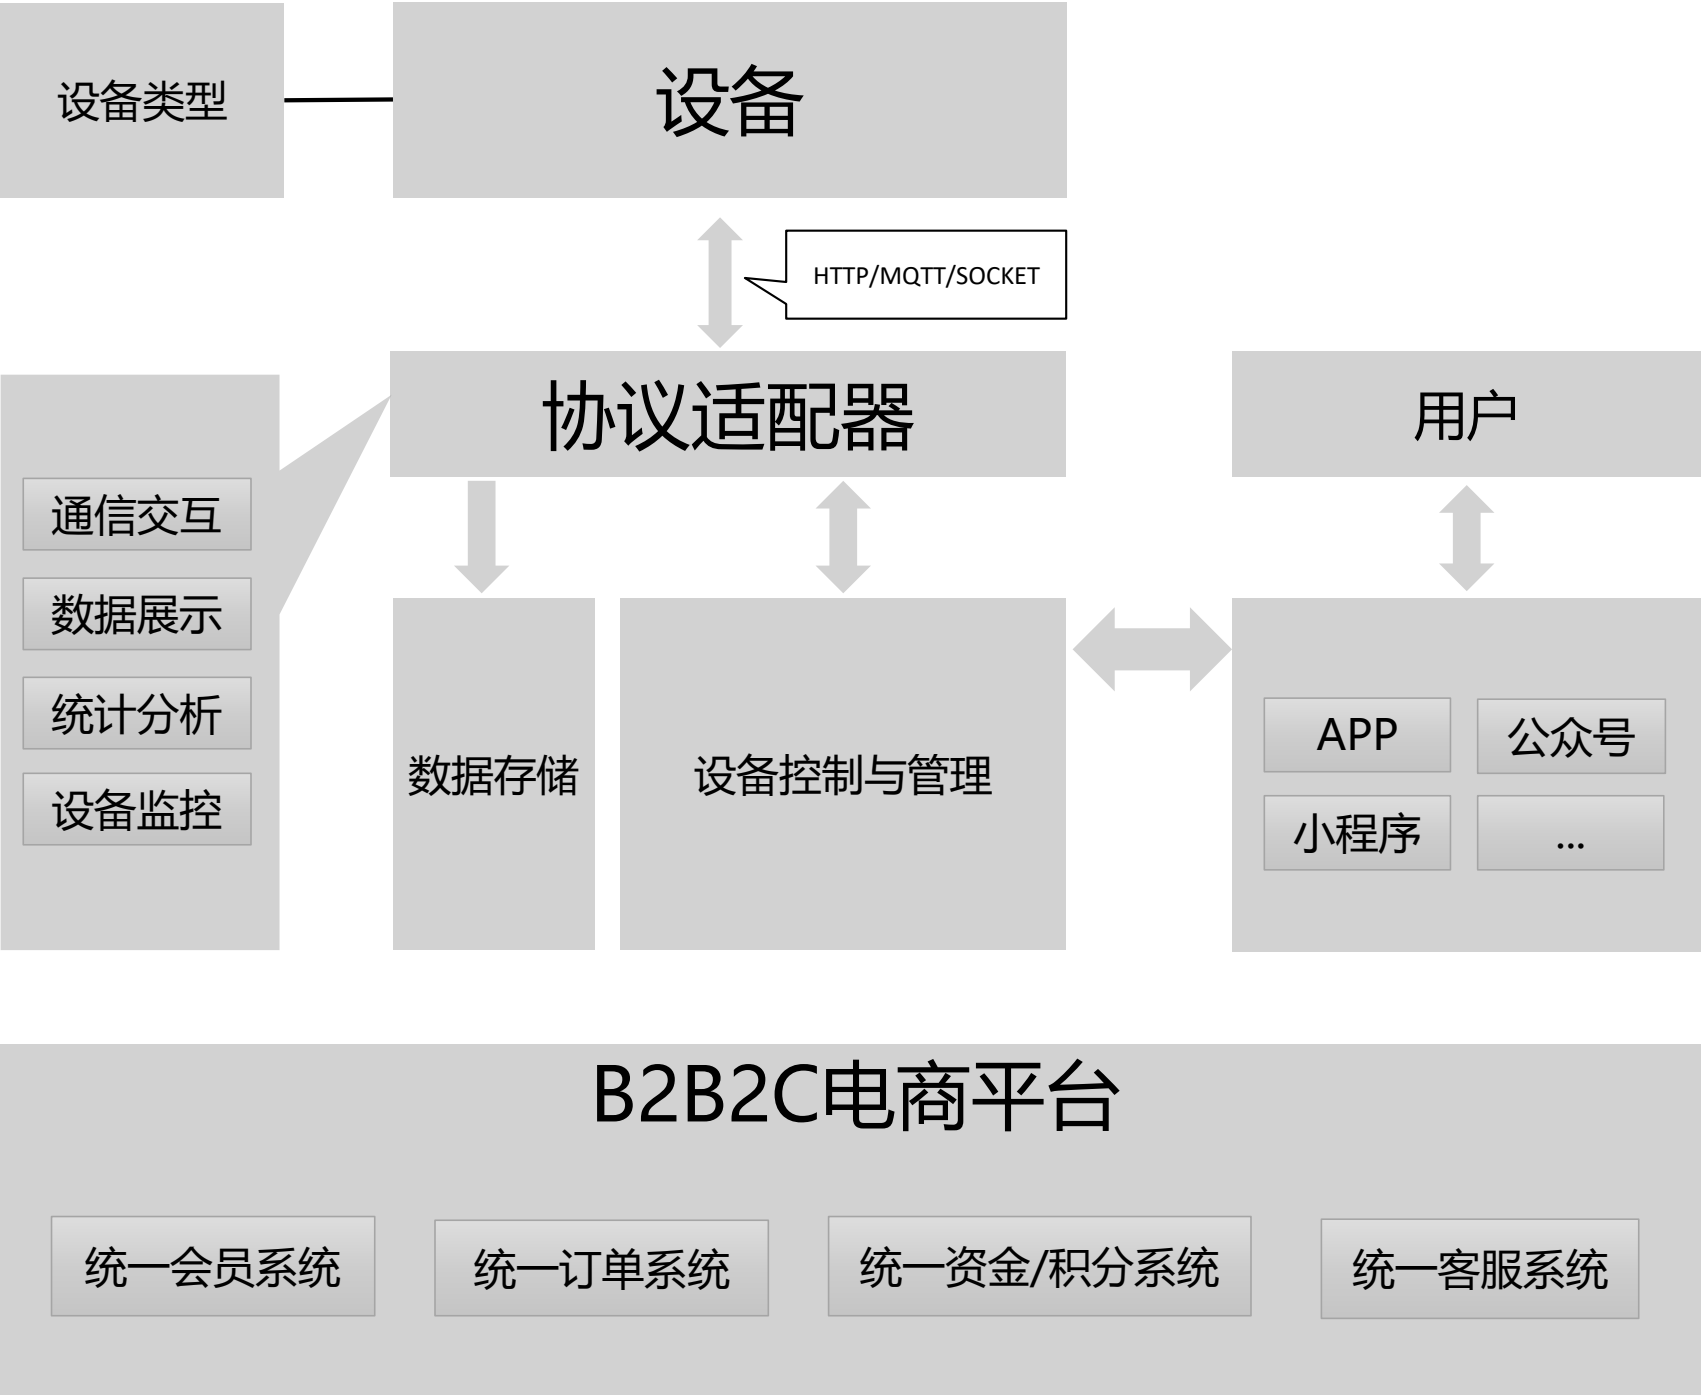 设备类型
设备
HTTP/MQTT/SOCKET
协议适配器
用户
通信交互
数据展示
统计分析
设备监控
数据存储
设备控制与管理
APP
公众号
小程序
...
B2B2C电商平台
统一会员系统
统一订单系统
统一资金/积分系统
统一客服系统